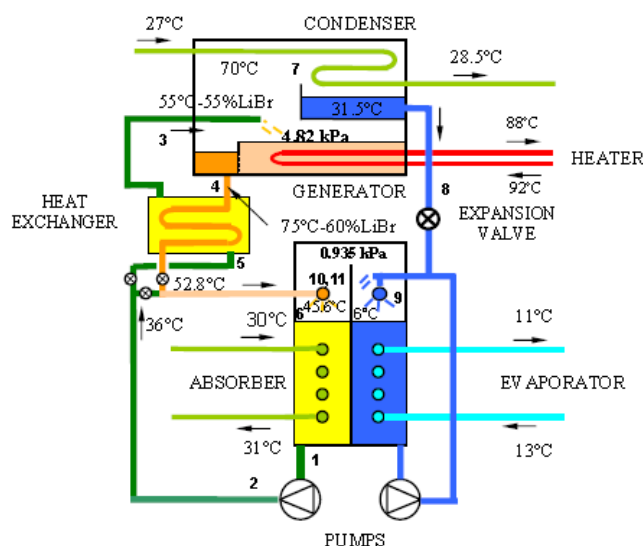 27°C
CONDENSER
70°C
7
28.5°C
55°C-55%LiBr
31.5°C
3
4.82 kPa
88°C
HEATER
4
GENERATOR
8
92°C
HEAT
EXCHANGER
75°C-60%LiBr
EXPANSION
VALVE
0.935 kPa
5
52.8°C
10,11
9
45.6°C
6
6°C
36°C
30°C
11°C
ABSORBER
EVAPORATOR
31°C
1
13°C
2
PUMPS